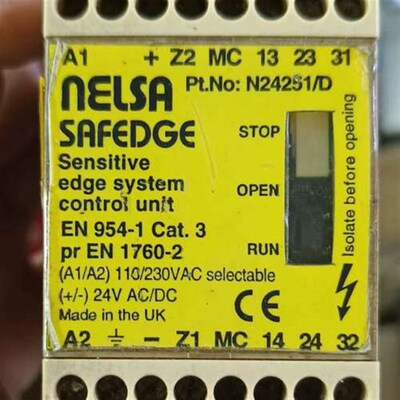 A1 + Z2 MC 13 23 31
NELSA Pt.No: N242S1/D
SAFEDGE
STOP
Sensitive
edge system
control unit
OPEN
EN 954-1 Cat. 3
pr EN 1760-2
RUN
(A1/A2) 110/230VAC selectable
(+/-) 24V AC/DC
Made in the UK
CE
Isolate before opening
A2 ⏚ − Z1 MC 14 24 32